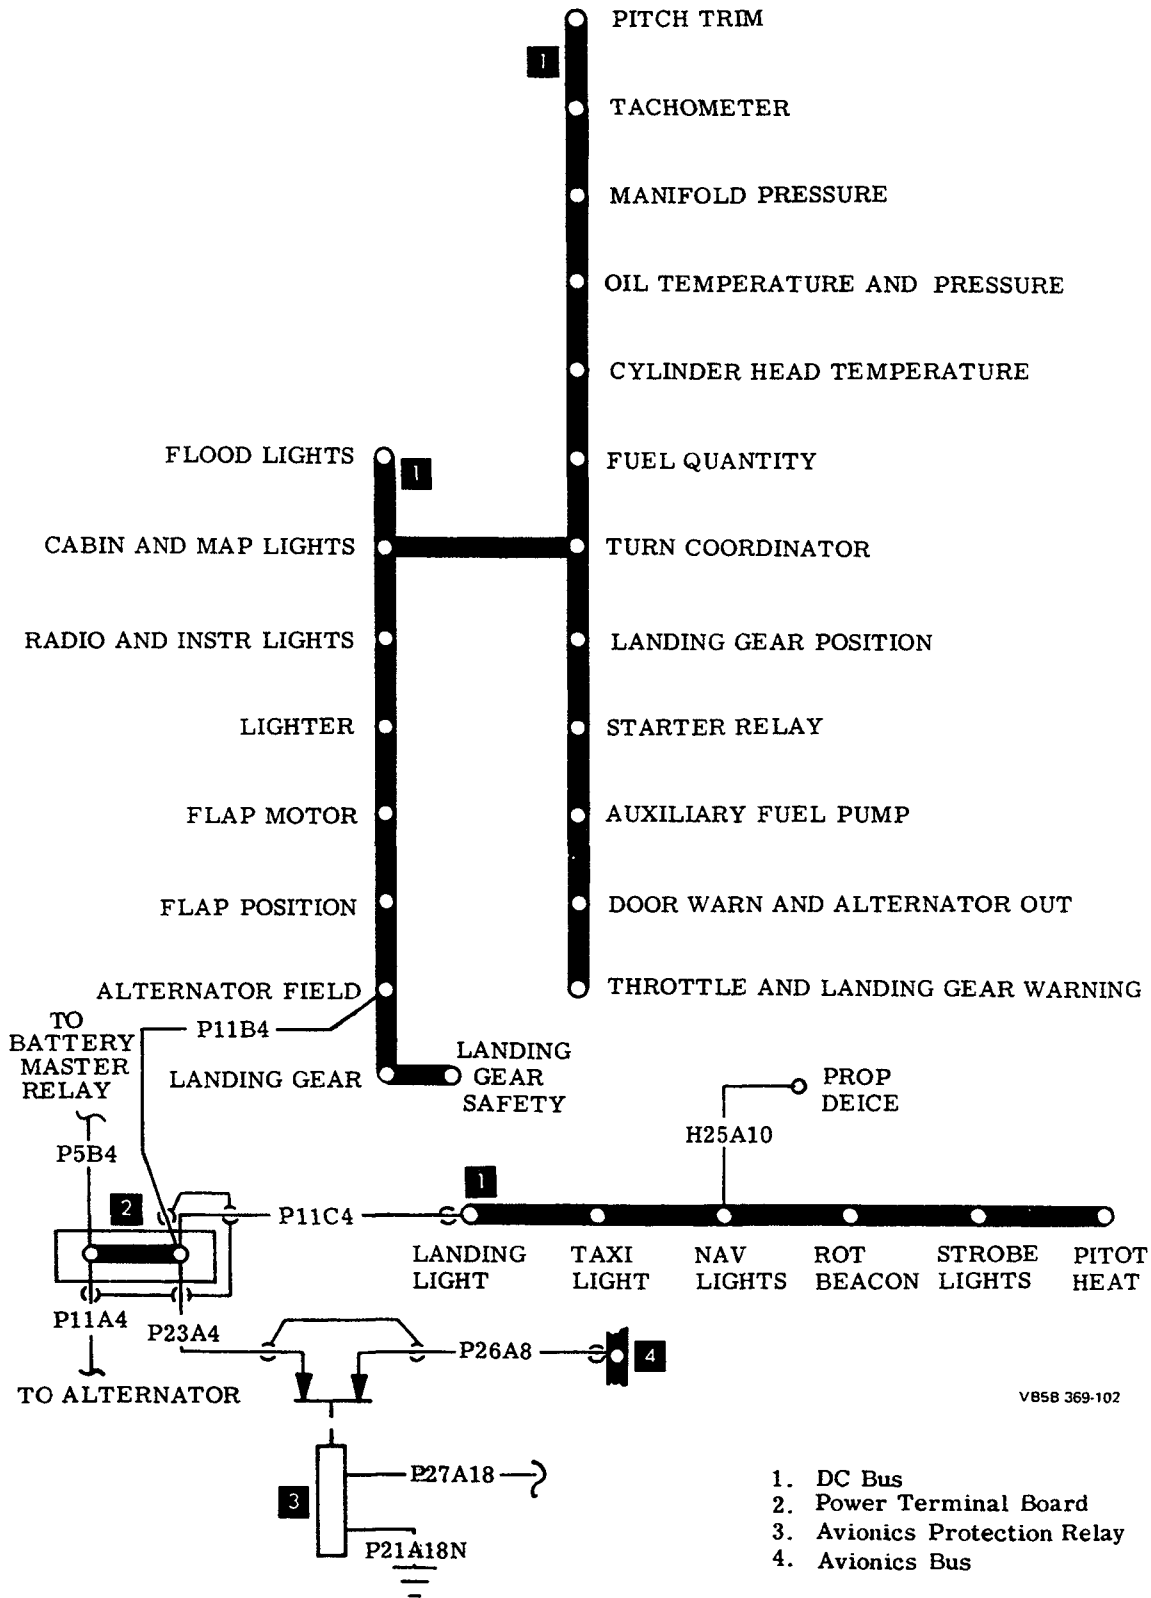 PITCH TRIM
1
TACHOMETER
MANIFOLD PRESSURE
OIL TEMPERATURE AND PRESSURE
CYLINDER HEAD TEMPERATURE
FUEL QUANTITY
TURN COORDINATOR
LANDING GEAR POSITION
STARTER RELAY
AUXILIARY FUEL PUMP
DOOR WARN AND ALTERNATOR OUT
THROTTLE AND LANDING GEAR WARNING
FLOOD LIGHTS
1
CABIN AND MAP LIGHTS
RADIO AND INSTR LIGHTS
LIGHTER
FLAP MOTOR
FLAP POSITION
ALTERNATOR FIELD
P11B4
LANDING GEAR
LANDING
GEAR
SAFETY
TO
BATTERY
MASTER
RELAY
P5B4
2
PROP
DEICE
H25A10
1
P11C4
LANDING
LIGHT
TAXI
LIGHT
NAV
LIGHTS
ROT
BEACON
STROBE
LIGHTS
PITOT
HEAT
P11A4
P23A4
P26A8
4
TO ALTERNATOR
3
P27A18
P21A18N
VB5B 369-102
1. DC Bus
2. Power Terminal Board
3. Avionics Protection Relay
4. Avionics Bus